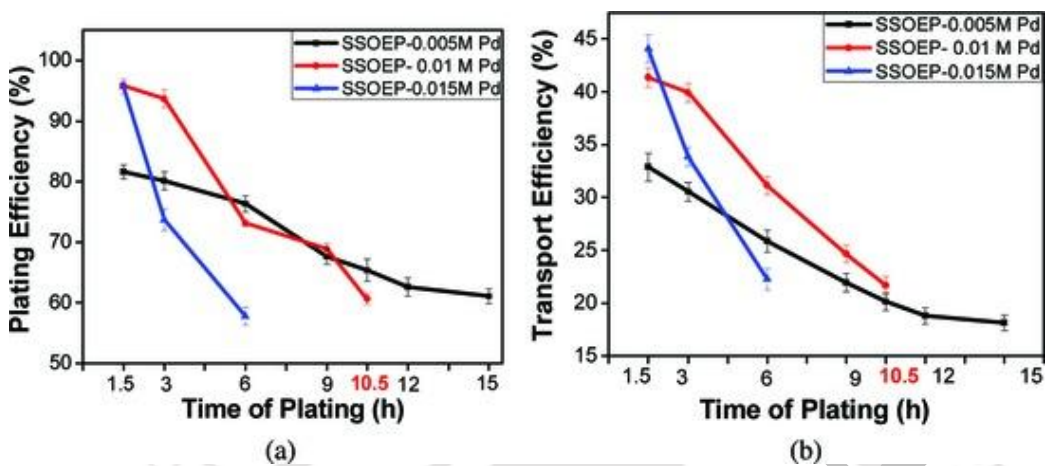 SSOEP-0.005M Pd
SSOEP- 0.01 M Pd
SSOEP-0.015M Pd
Plating Efficiency (%)
100
90
80
70
60
50
1.5 3 6 9 10.5 12 15
Time of Plating (h)
(a)
SSOEP-0.005M Pd
SSOEP- 0.01 M Pd
SSOEP-0.015M Pd
Transport Efficiency (%)
45
40
35
30
25
20
15
1.5 3 6 9 10.5 12 15
Time of Plating (h)
(b)